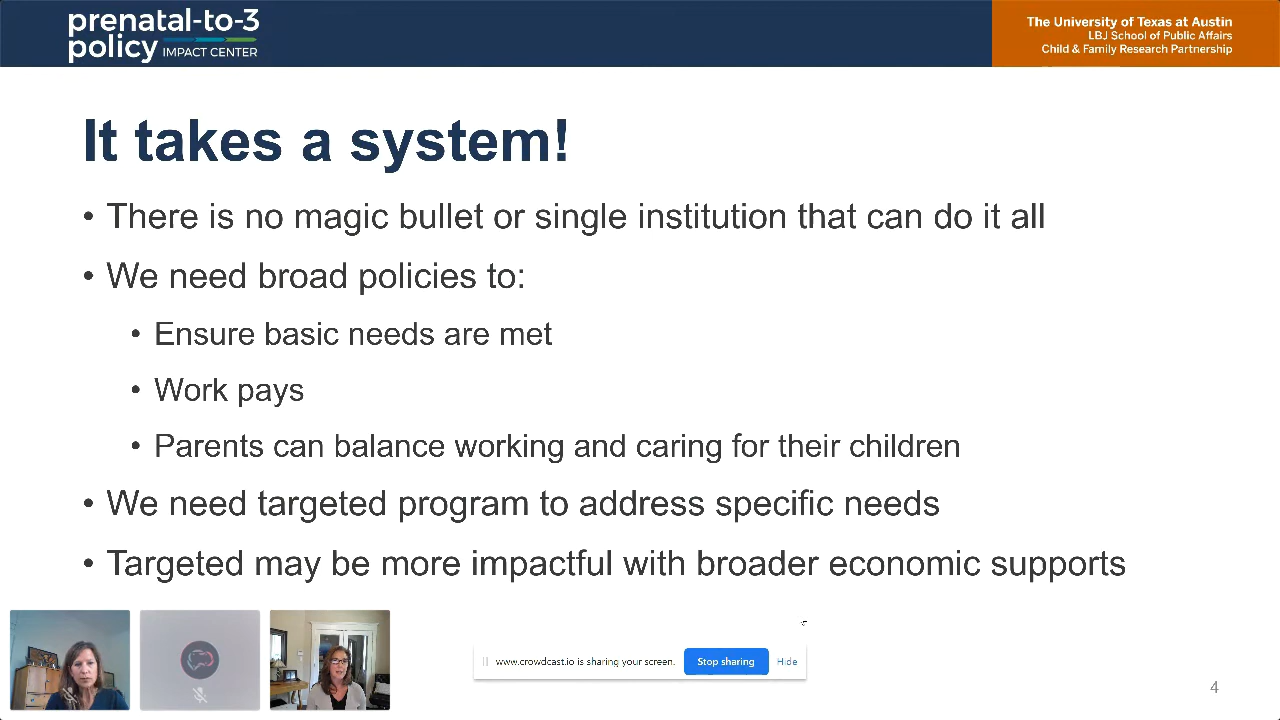 prenatal-to-3
policy IMPACT CENTER
The University of Texas at Austin
LBJ School of Public Affairs
Child & Family Research Partnership
It takes a system!
• There is no magic bullet or single institution that can do it all
• We need broad policies to:
• Ensure basic needs are met
• Work pays
• Parents can balance working and caring for their children
• We need targeted program to address specific needs
• Targeted may be more impactful with broader economic supports
www.crowdcast.io is sharing your screen. Stop sharing Hide
4